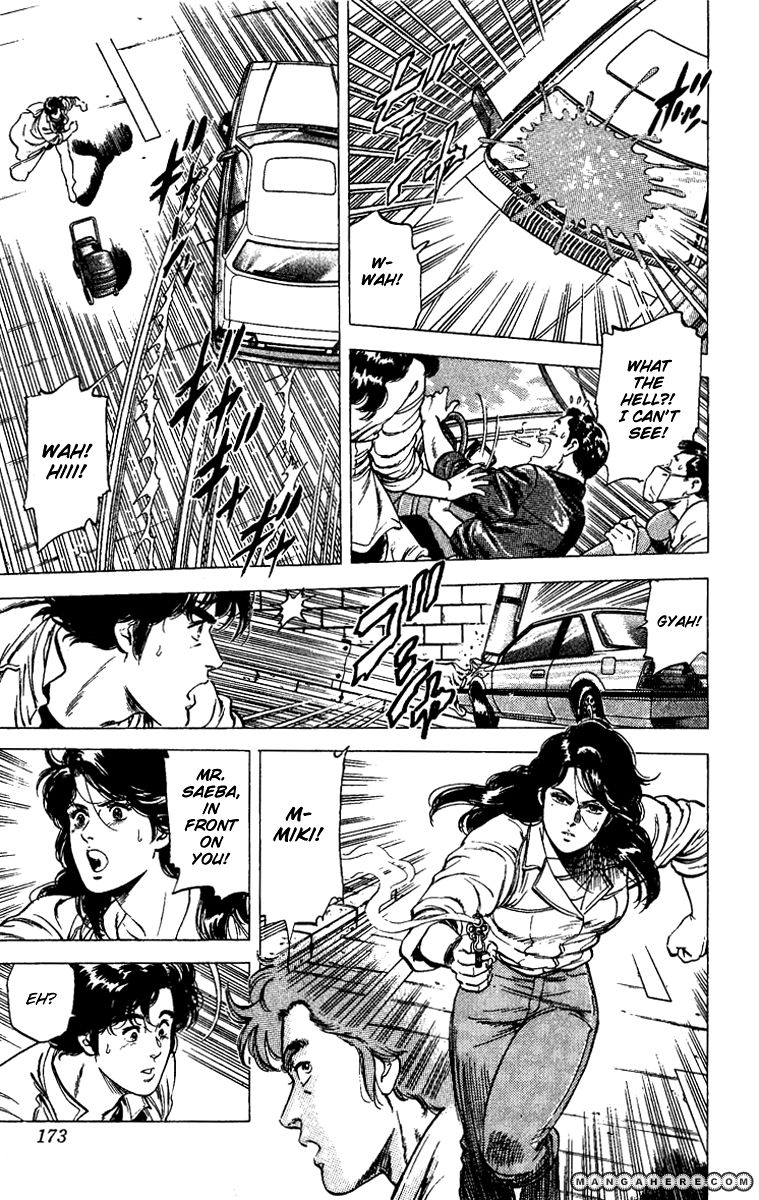 W-
WAH!
WHAT
THE
HELL?!
I CAN'T
SEE!
WAH!
HIII!
GYAH!
M-
MIKI!
MR.
SAEBA,
IN
FRONT
ON
YOU!
EH?
173
MANGAHERE.COM